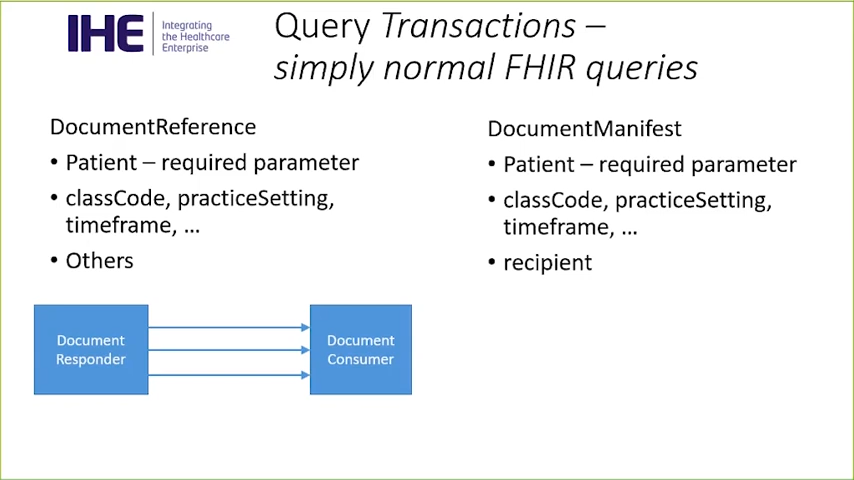 IHE
Integrating
the Healthcare
Enterprise
Query Transactions –
simply normal FHIR queries
DocumentReference
• Patient – required parameter
• classCode, practiceSetting,
timeframe, …
• Others
DocumentManifest
• Patient – required parameter
• classCode, practiceSetting,
timeframe, …
• recipient
Document
Responder
Document
Consumer